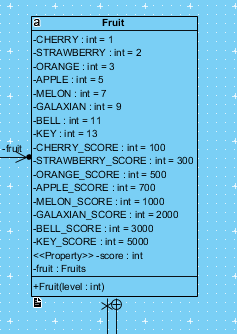 a
Fruit
-CHERRY : int = 1
-STRAWBERRY : int = 2
-ORANGE : int = 3
-APPLE : int = 5
-MELON : int = 7
-GALAXIAN : int = 9
-BELL : int = 11
-KEY : int = 13
-fruit
-CHERRY_SCORE : int = 100
-STRAWBERRY_SCORE : int = 300
-ORANGE_SCORE : int = 500
-APPLE_SCORE : int = 700
-MELON_SCORE : int = 1000
-GALAXIAN_SCORE : int = 2000
-BELL_SCORE : int = 3000
-KEY_SCORE : int = 5000
<<Property>> -score : int
-fruit : Fruits
+Fruit(level : int)